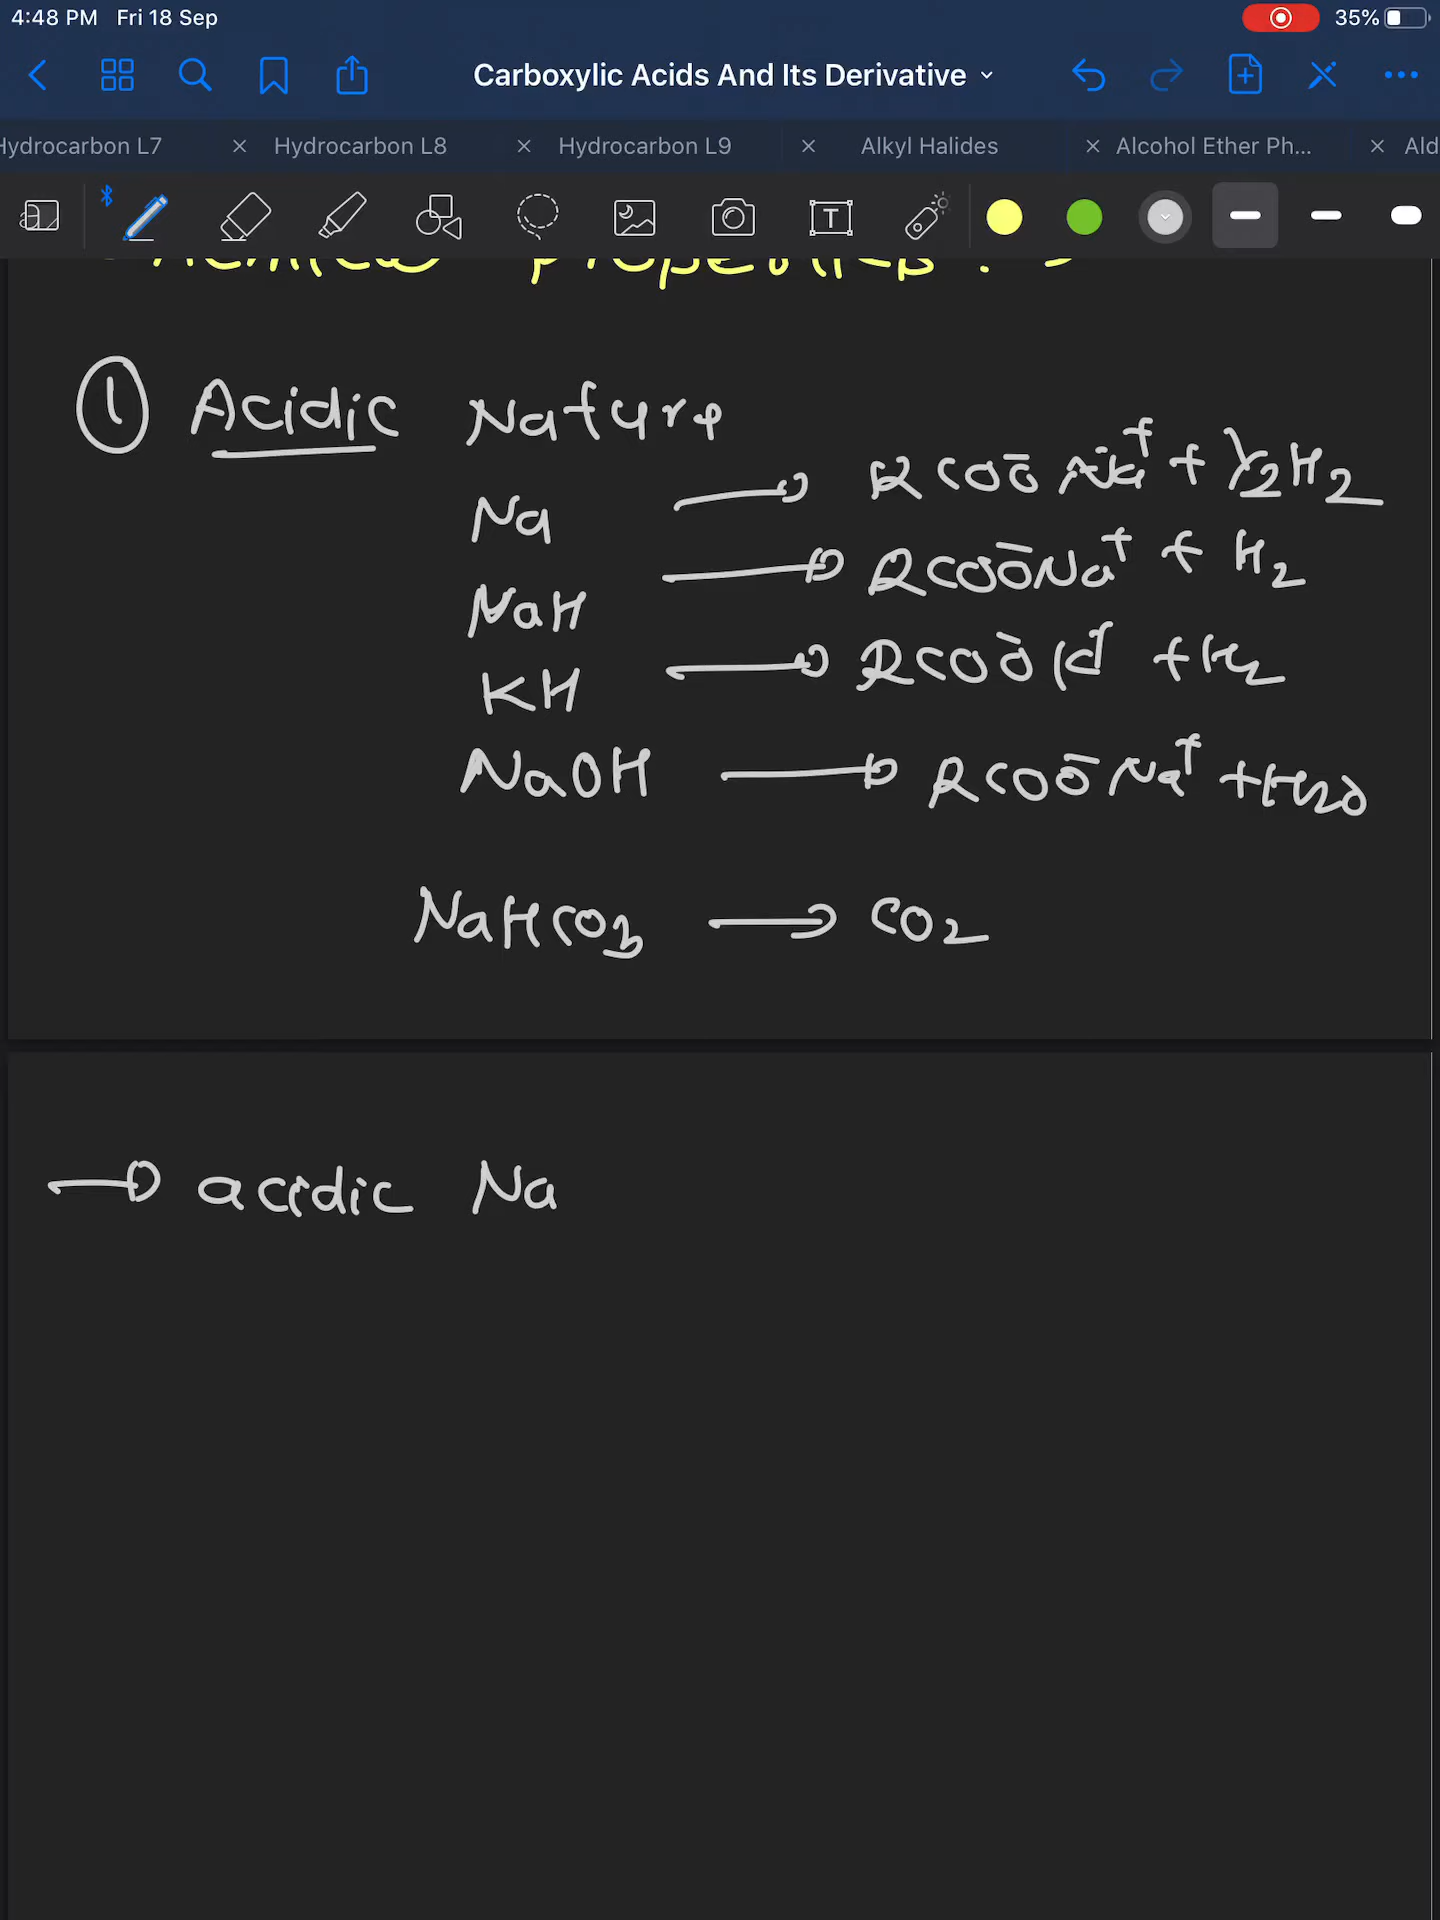 4:48 PM Fri 18 Sep 35%
Carboxylic Acids And Its Derivative
Hydrocarbon L7 × Hydrocarbon L8 × Hydrocarbon L9 × Alkyl Halides × Alcohol Ether Ph... × Ald
T
properties :→
① Acidic Nature
Na → RCOO⁻Na⁺ + 1/2H₂
NaH → RCOO⁻Na⁺ + H₂
KH → RCOO⁻K⁺ + H₂
NaOH → RCOO⁻Na⁺ + H₂O
NaHCO₃ → CO₂
→ acidic Na